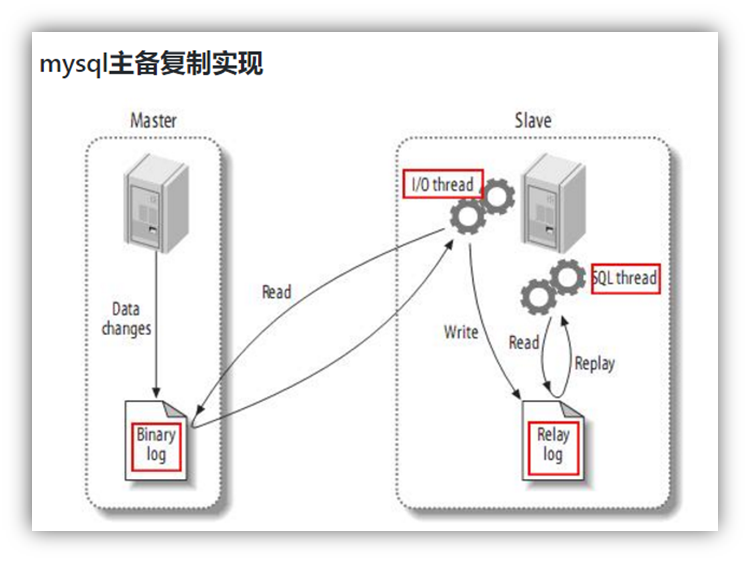 mysql主备复制实现
Master
Slave
I/O thread
SQL thread
Data
changes
Read
Write
Read
Replay
Binary
log
Relay
log